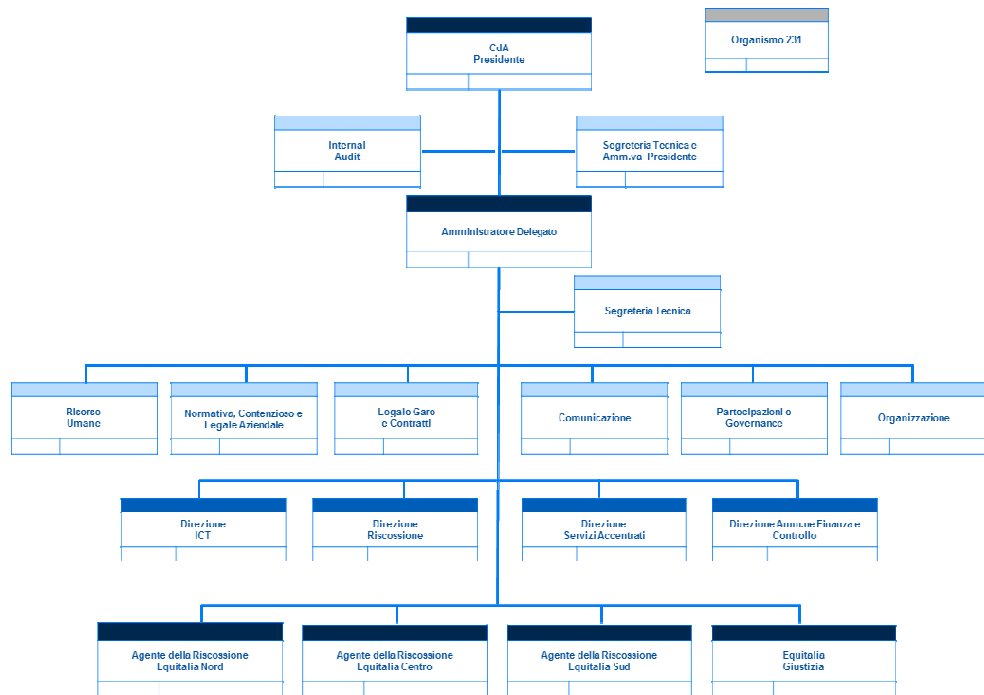 CdA
Presidente
Organismo 231
Internal
Audit
Segreteria Tecnica e
Amm.va Presidente
Amministratore Delegato
Segreteria Tecnica
Risorse
Umane
Normativa, Contenzioso e
Legale Aziendale
Legale Gare
e Contratti
Comunicazione
Partecipazioni e
Governance
Organizzazione
Direzione
ICT
Direzione
Riscossione
Direzione
Servizi Accentrati
Direzione Amm.ne Finanza e
Controllo
Agente della Riscossione
Equitalia Nord
Agente della Riscossione
Equitalia Centro
Agente della Riscossione
Equitalia Sud
Equitalia
Giustizia